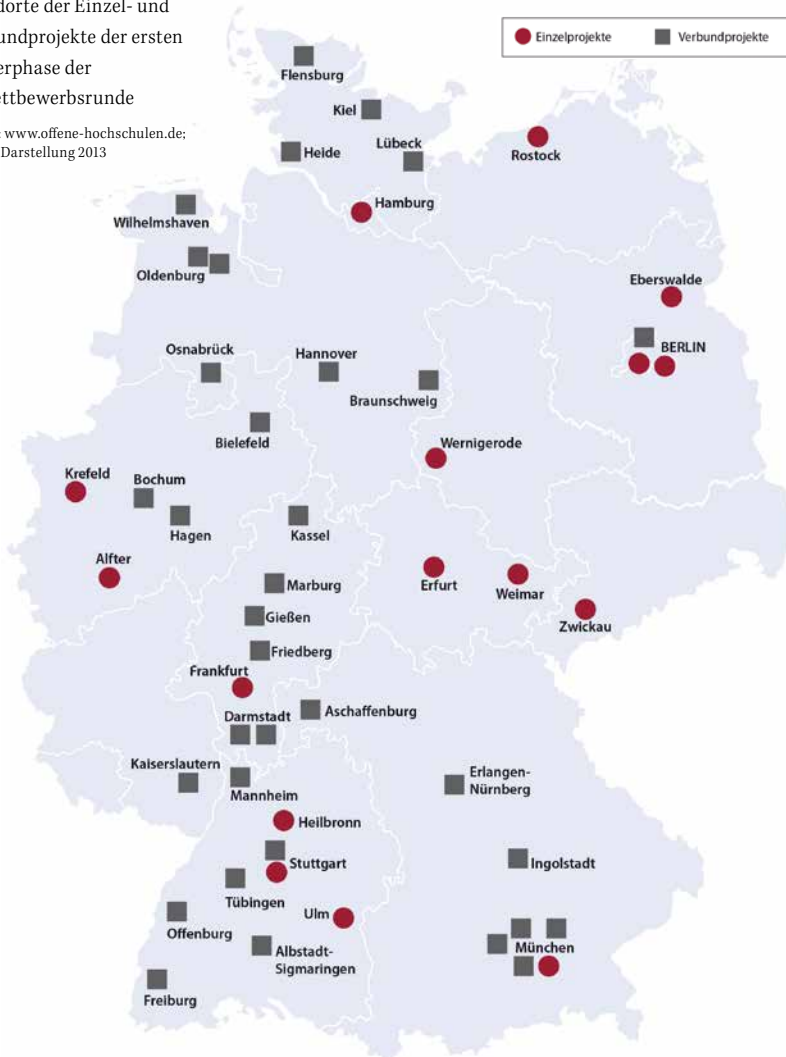 dorte der Einzel- und
undprojekte der ersten
erphase der
ettbewerbsrunde
: www.offene-hochschulen.de;
Darstellung 2013
Einzelprojekte
Verbundprojekte
Flensburg
Kiel
Heide
Lübeck
Rostock
Hamburg
Wilhelmshaven
Oldenburg
Eberswalde
BERLIN
Osnabrück
Hannover
Braunschweig
Bielefeld
Wernigerode
Krefeld
Bochum
Hagen
Kassel
Alfter
Marburg
Erfurt
Weimar
Gießen
Zwickau
Friedberg
Frankfurt
Darmstadt
Aschaffenburg
Kaiserslautern
Mannheim
Erlangen-
Nürnberg
Heilbronn
Stuttgart
Ingolstadt
Tübingen
Ulm
Offenburg
Albstadt-
Sigmaringen
München
Freiburg